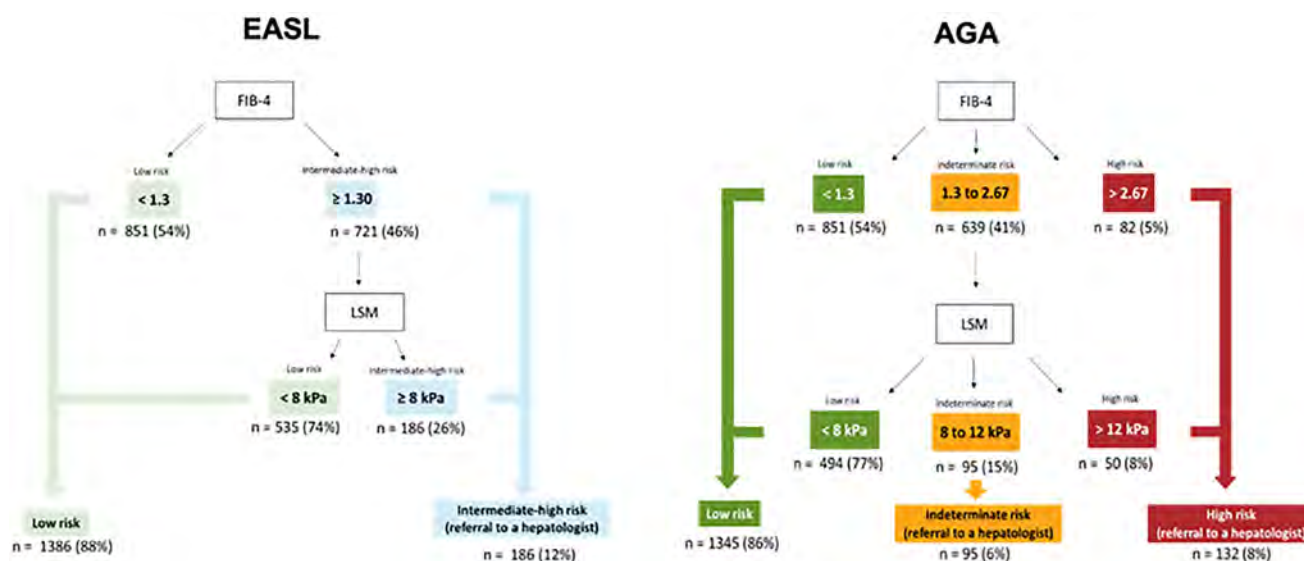 EASL
FIB-4
Low risk
Intermediate-high risk
< 1.3
≥ 1.30
n = 851 (54%)
n = 721 (46%)
LSM
Low risk
Intermediate-high risk
< 8 kPa
≥ 8 kPa
n = 535 (74%)
n = 186 (26%)
Low risk
n = 1386 (88%)
Intermediate-high risk
(referral to a hepatologist)
n = 186 (12%)
AGA
FIB-4
Low risk
Indeterminate risk
High risk
< 1.3
1.3 to 2.67
> 2.67
n = 851 (54%)
n = 639 (41%)
n = 82 (5%)
LSM
Low risk
Indeterminate risk
High risk
< 8 kPa
8 to 12 kPa
> 12 kPa
n = 494 (77%)
n = 95 (15%)
n = 50 (8%)
Low risk
n = 1345 (86%)
Indeterminate risk
(referral to a hepatologist)
n = 95 (6%)
High risk
(referral to a hepatologist)
n = 132 (8%)